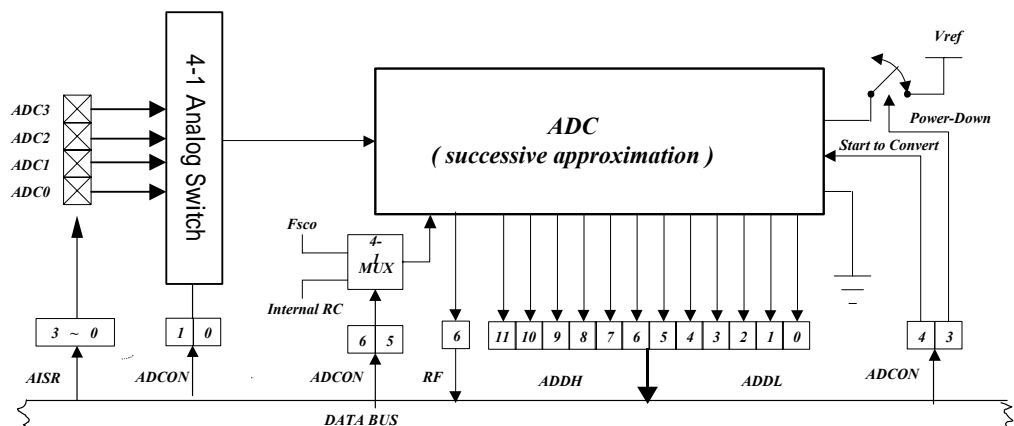 4-1 Analog Switch
Vref
ADC3
ADC2
ADC1
ADC0
ADC
( successive approximation )
Power-Down
Start to Convert
Fsco
4-1
MUX
Internal RC
3 ~ 0
1 0
6 5
6
11 10 9 8 7 6 5 4 3 2 1 0
4 3
AISR
ADCON
ADCON
RF
ADDH
ADDL
ADCON
DATA BUS